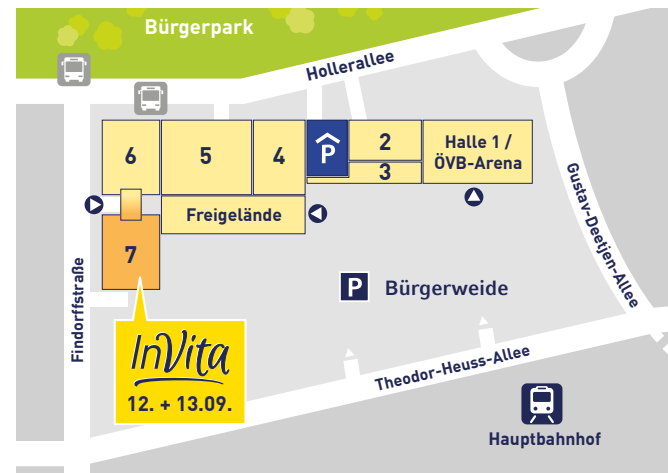 Bürgerpark
Hollerallee
6
5
4
P
2
3
Halle 1 /
ÖVB-Arena
Freigelände
7
Gustav-Deetjen-Allee
Findorffstraße
P Bürgerweide
InVita
12. + 13.09.
Theodor-Heuss-Allee
Hauptbahnhof